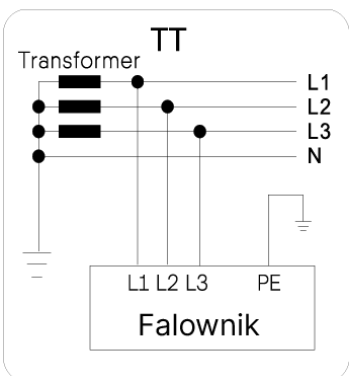 TT
Transformer
L1
L2
L3
N
L1 L2 L3 PE
Falownik